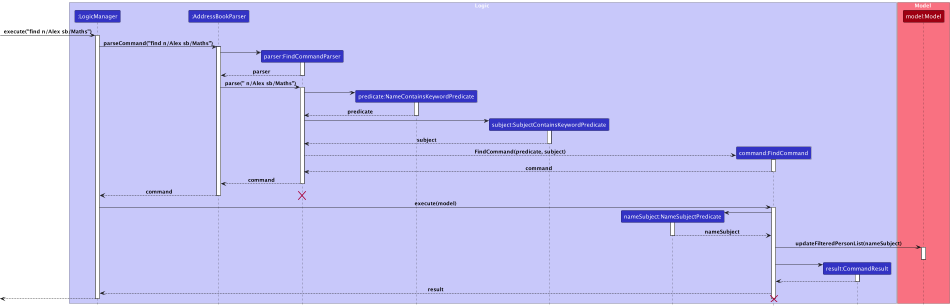 Logic
Model
:LogicManager
:AddressBookParser
model:Model
execute("find n/Alex sb/Maths")
parseCommand("find n/Alex sb/Maths")
parser:FindCommandParser
parser
parse(" n/Alex sb/Maths")
predicate:NameContainsKeywordPredicate
predicate
subject:SubjectContainsKeywordPredicate
subject
FindCommand(predicate, subject)
command:FindCommand
command
command
command
execute(model)
nameSubject:NameSubjectPredicate
nameSubject
updateFilteredPersonList(nameSubject)
result:CommandResult
result